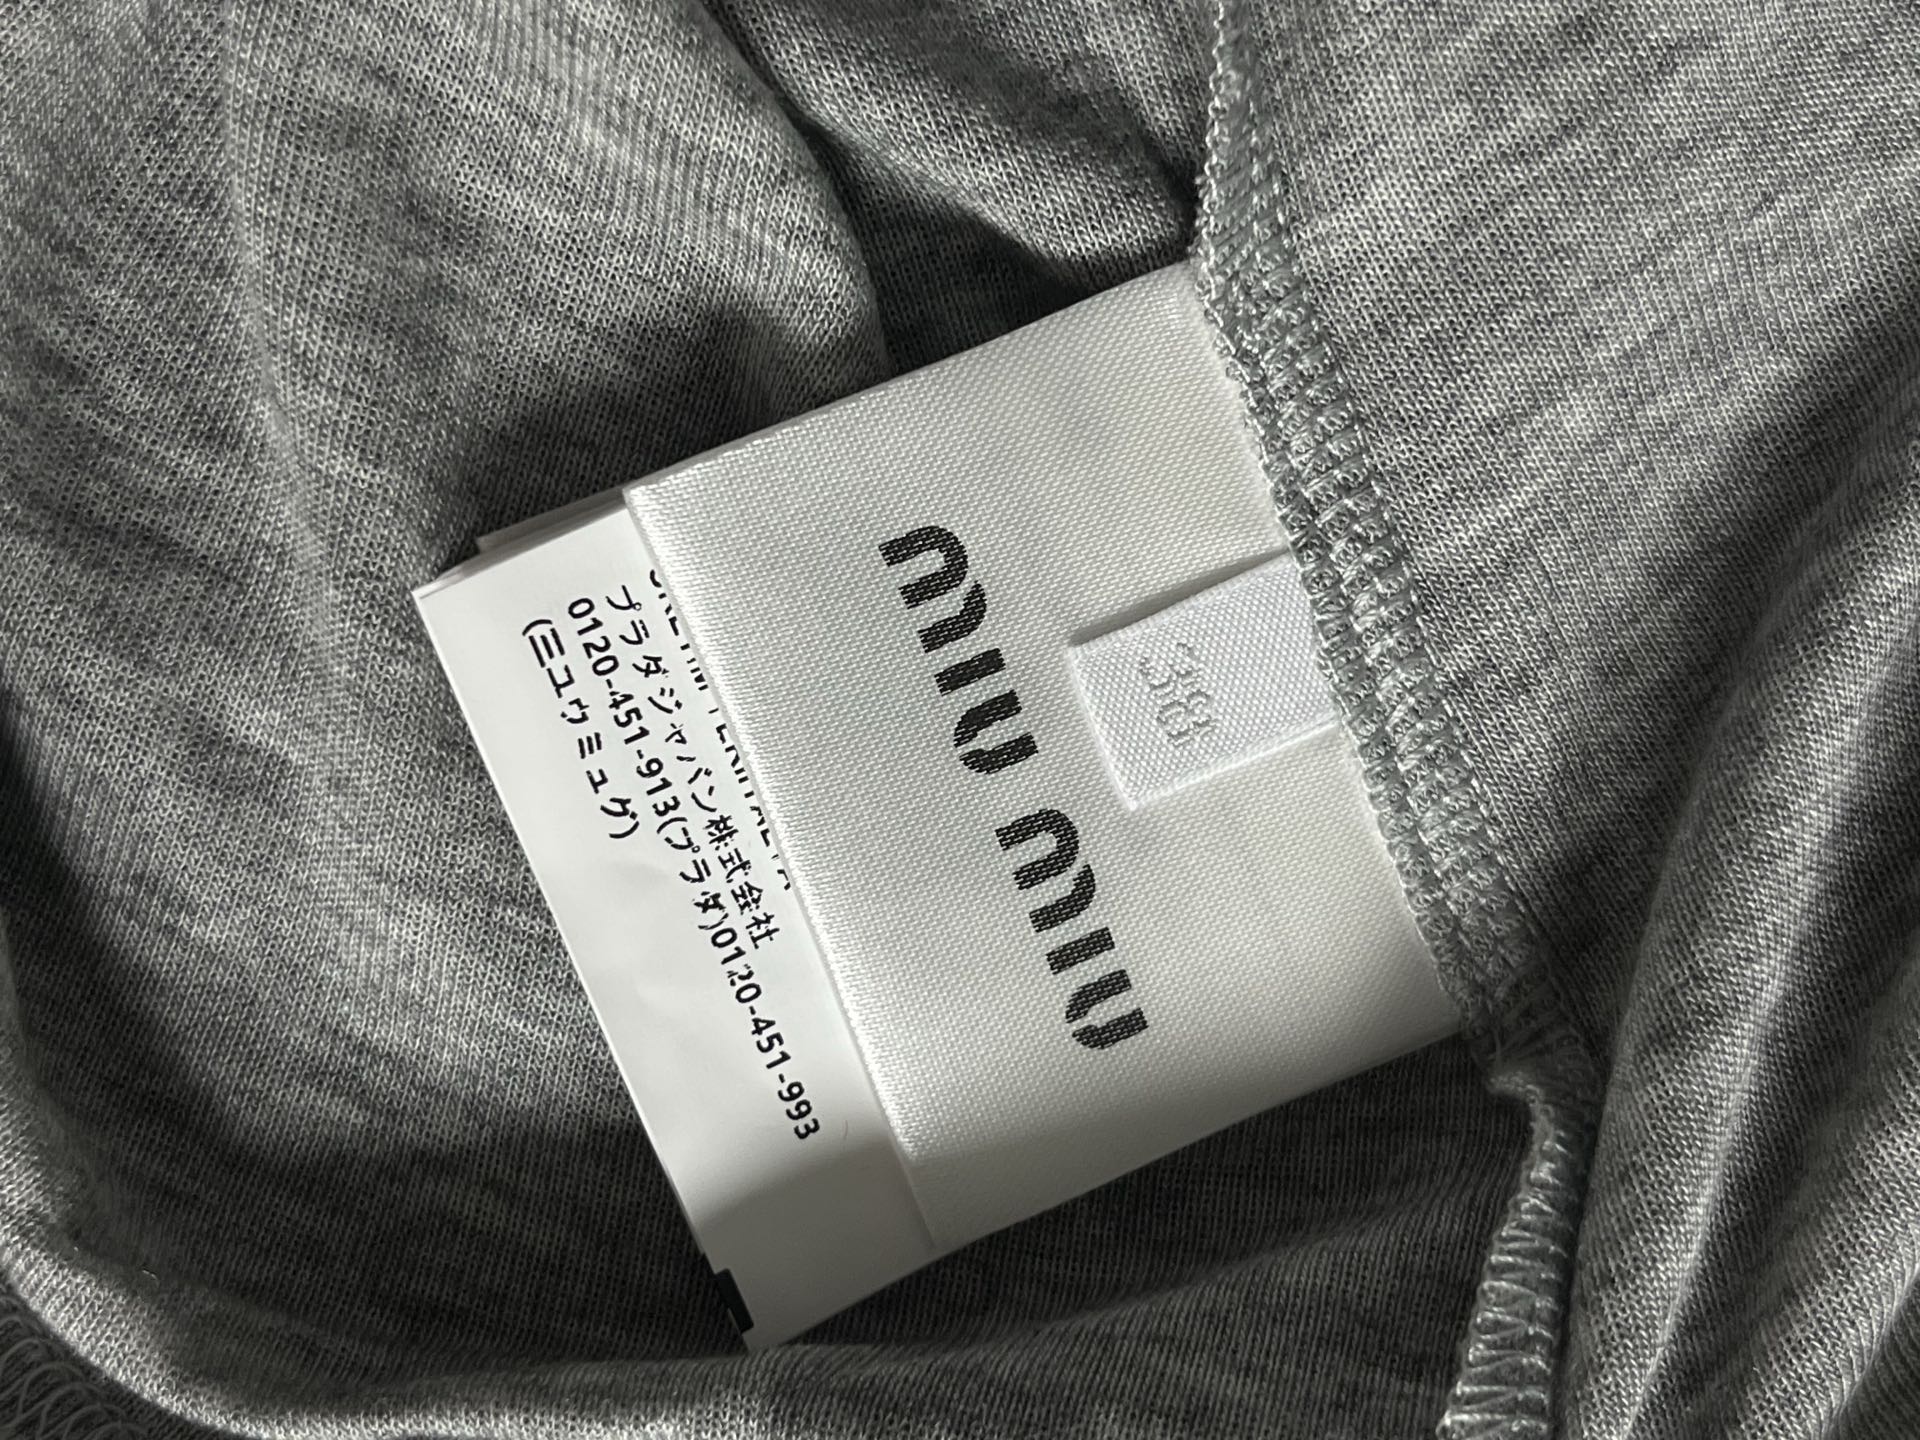 miu miu
38
プラダジャパン株式会社
0120-451-913(プラダ)0120-451-993
(ミュウミュウ)